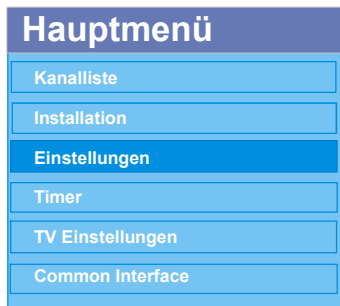 Hauptmenü
Kanalliste
Installation
Einstellungen
Timer
TV Einstellungen
Common Interface